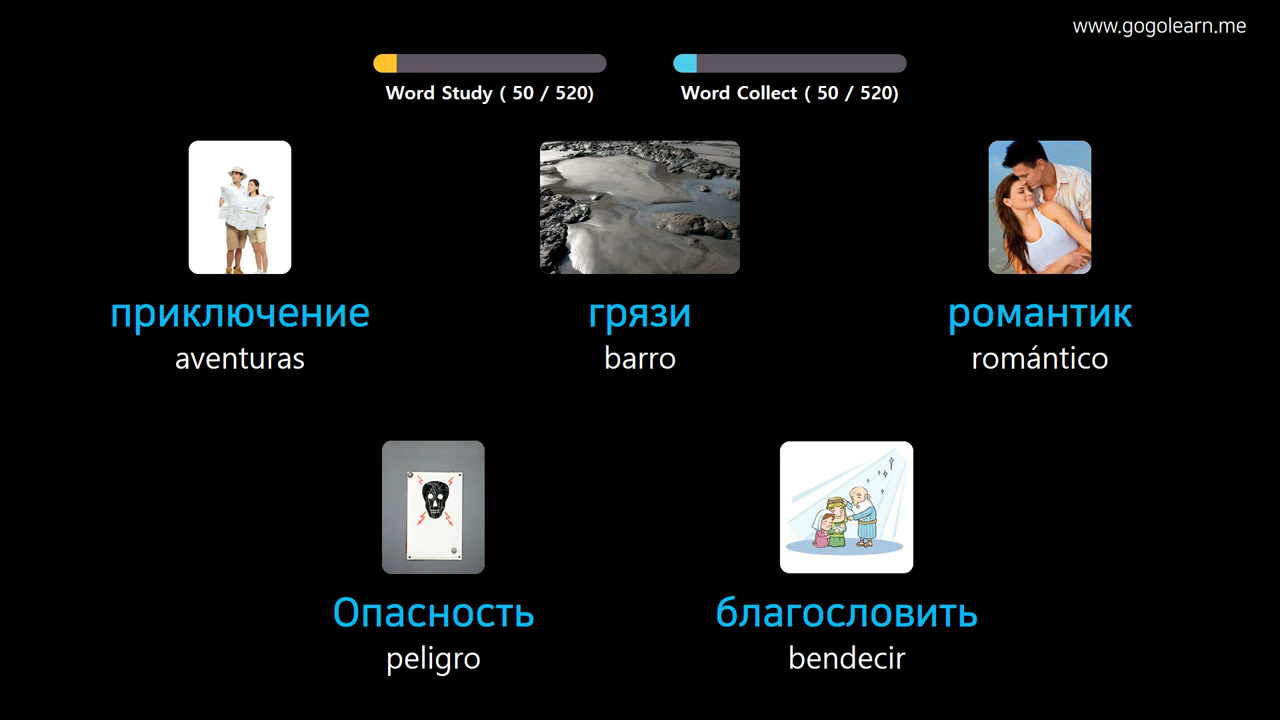 www.gogolearn.me
Word Study ( 50 / 520)
Word Collect ( 50 / 520)
приключение
aventuras
грязи
barro
романтик
romántico
Опасность
peligro
благословить
bendecir